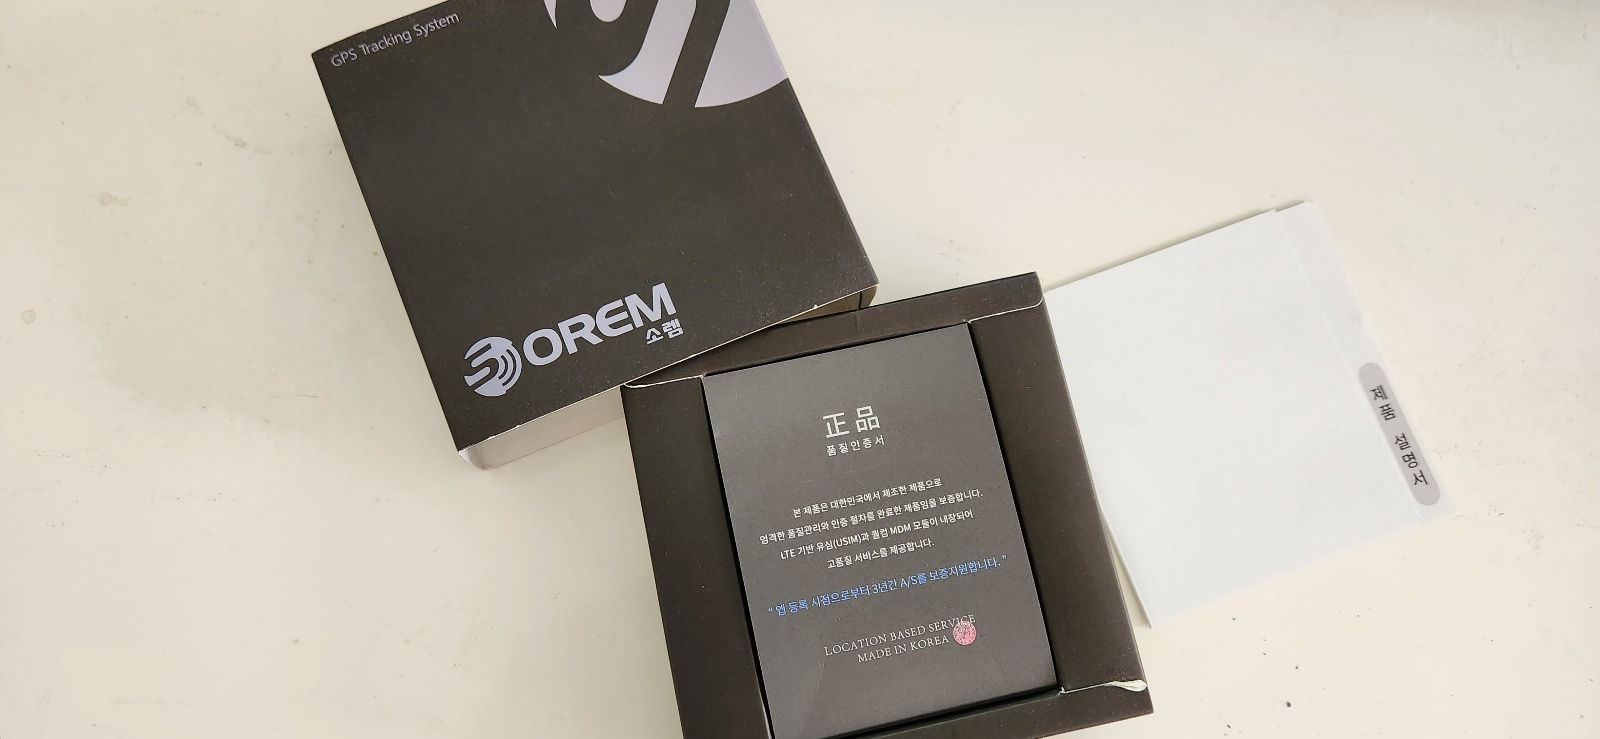 GPS Tracking System
SOREM
소렘
正品
품질인증서
본 제품은 대한민국에서 제조한 제품으로
엄격한 품질관리와 인증 절차를 완료한 제품임을 보증합니다.
LTE 기반 유심(USIM)과 퀄컴 MDM 모듈이 내장되어
고품질 서비스를 제공합니다.
“ 앱 등록 시점으로부터 3년간 A/S를 보증지원합니다. ”
LOCATION BASED SERVICE
MADE IN KOREA
제품 설명서